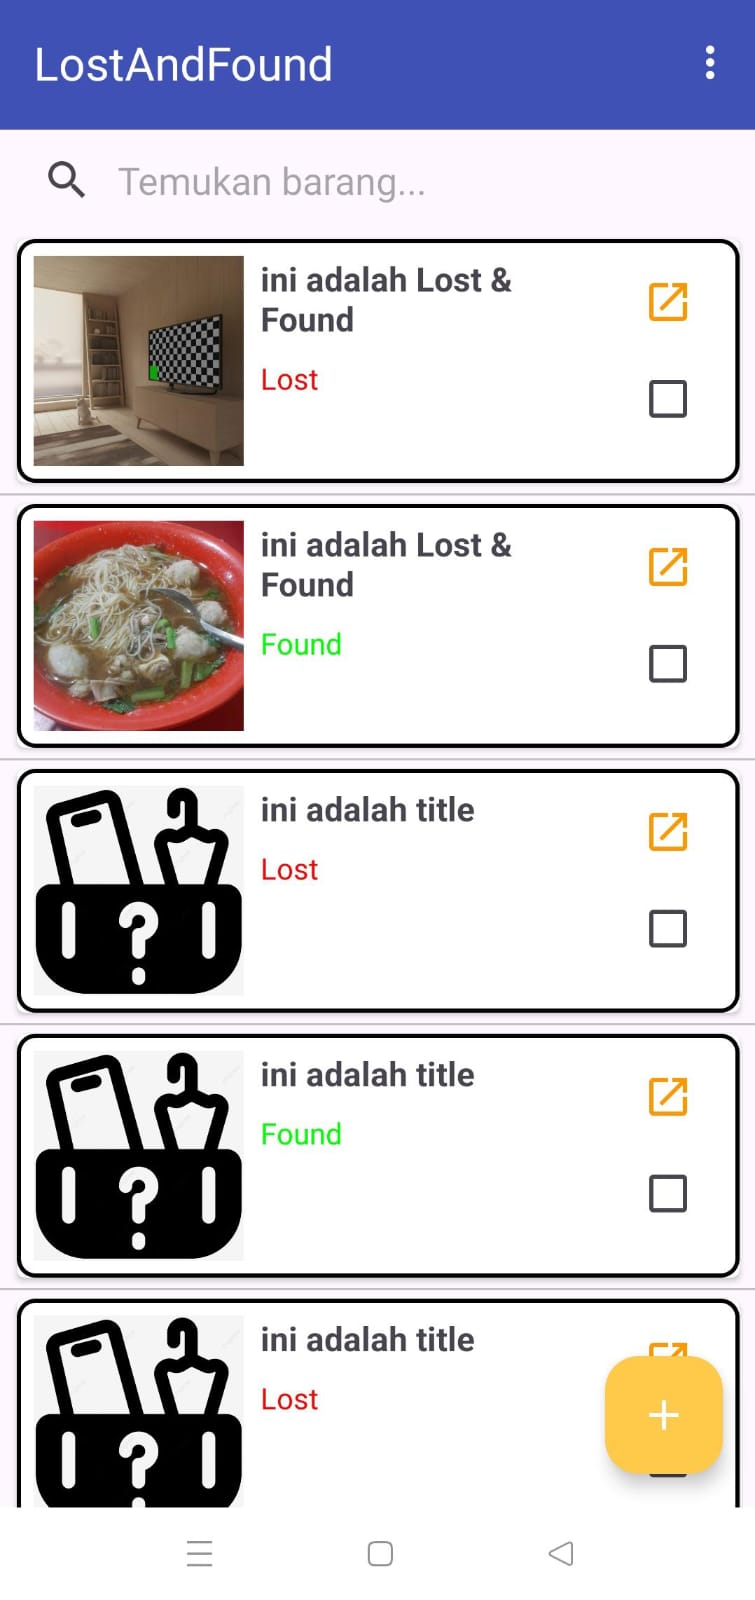 LostAndFound
Temukan barang...
ini adalah Lost &
Found
Lost
ini adalah Lost &
Found
Found
ini adalah title
Lost
ini adalah title
Found
ini adalah title
Lost